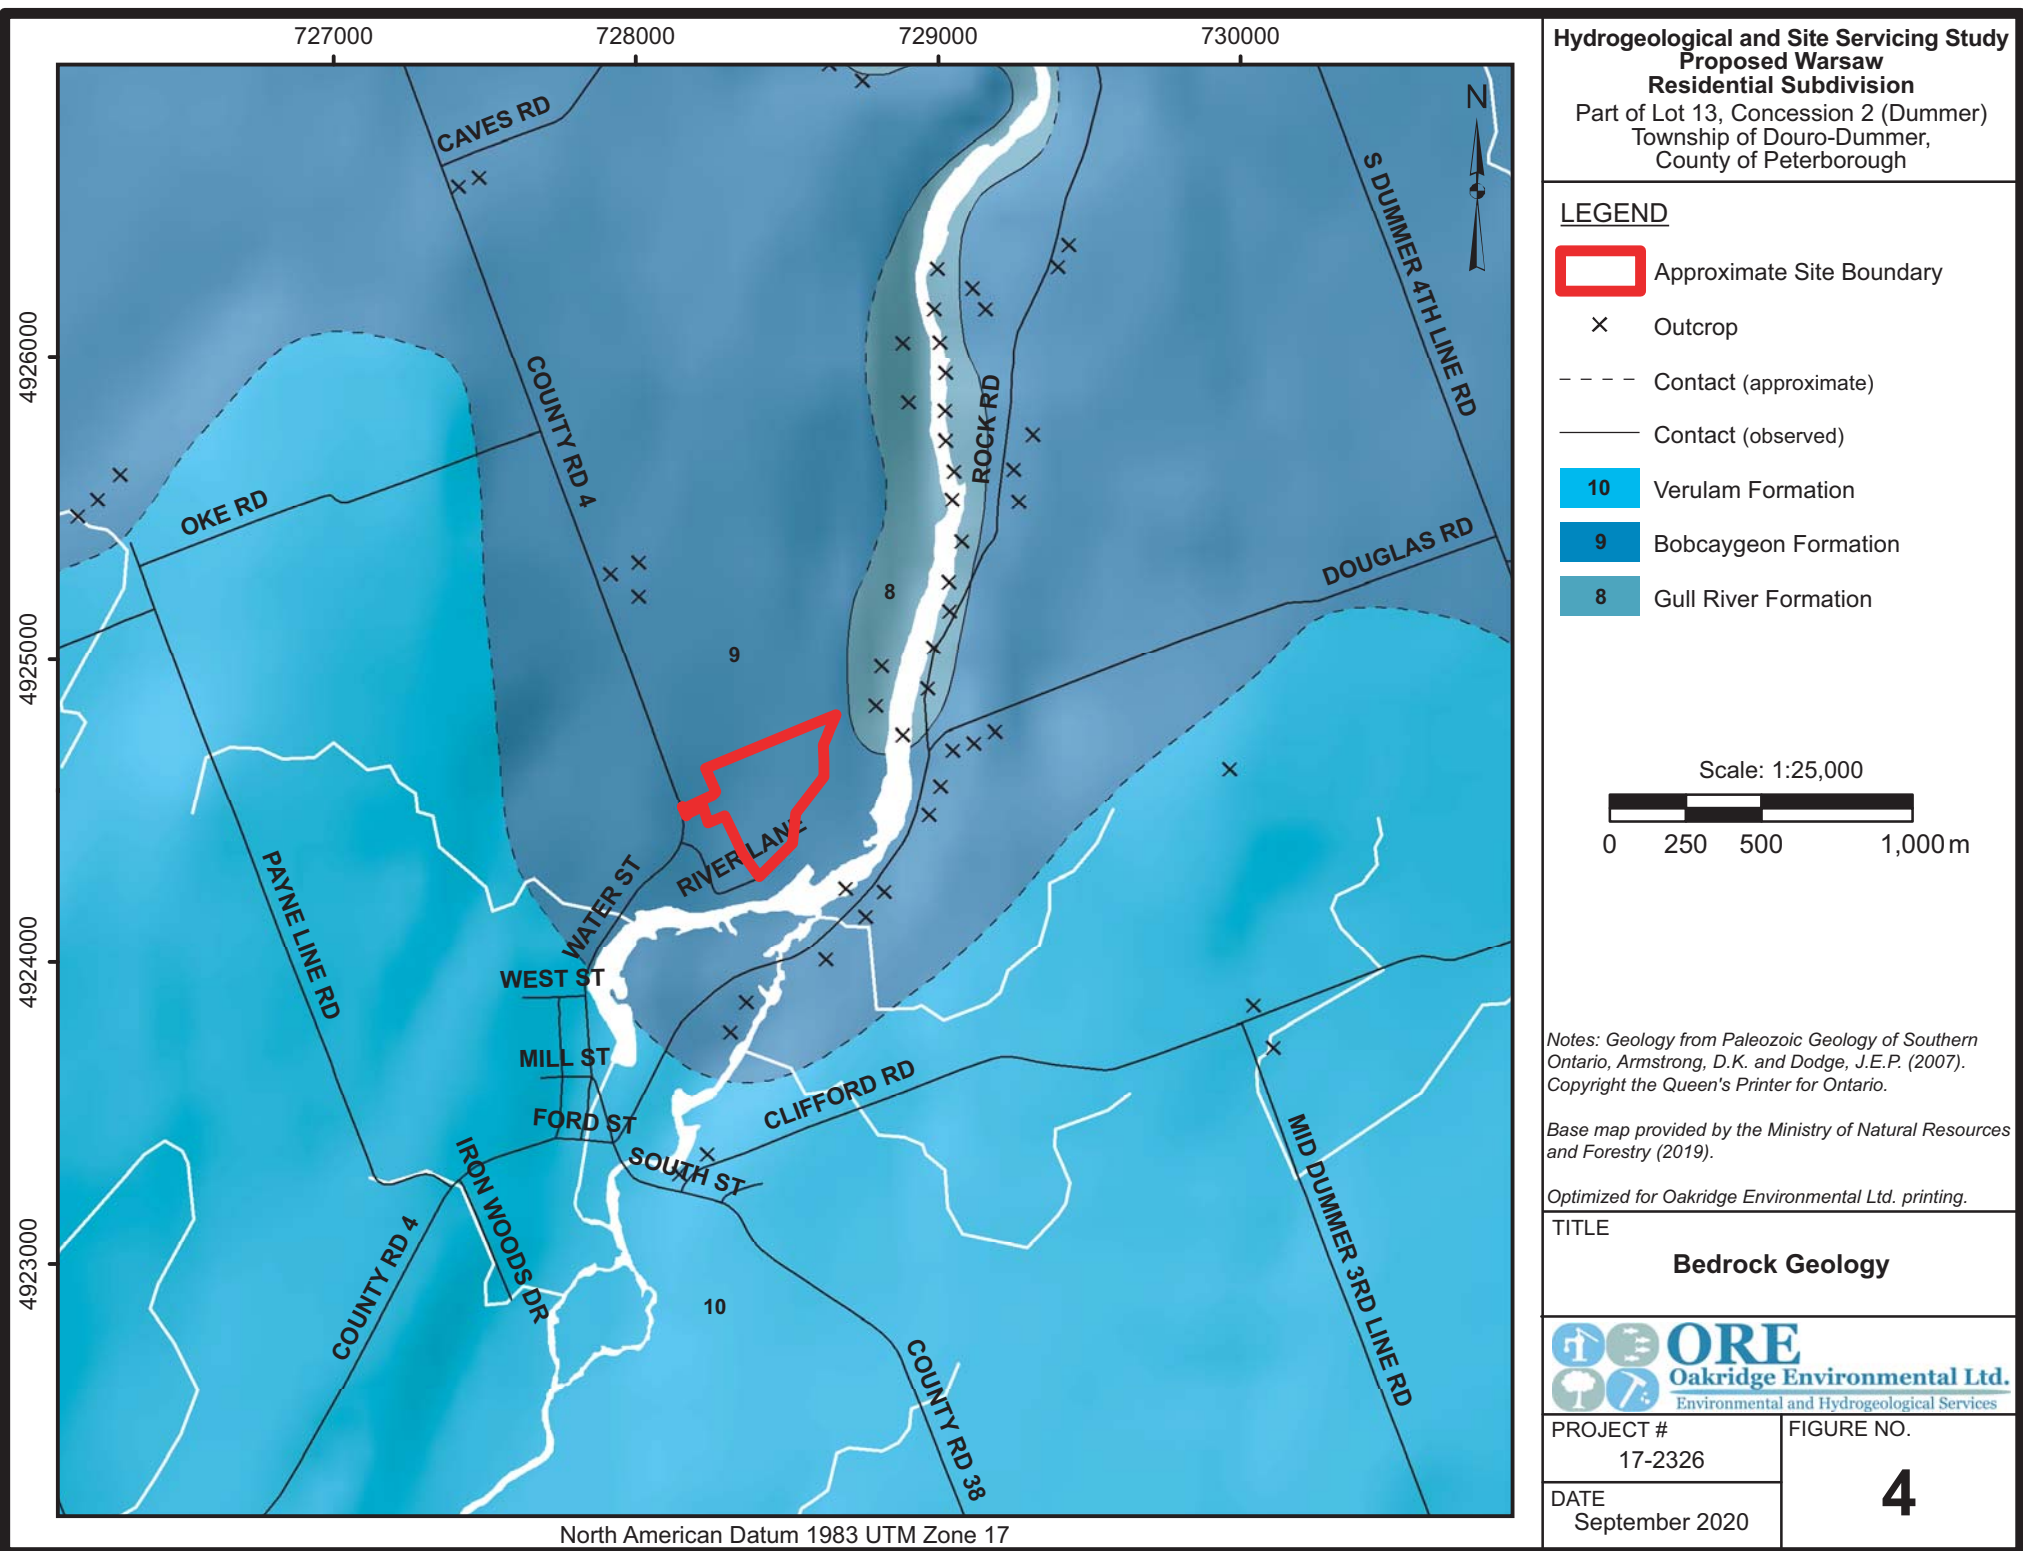 727000
728000
729000
730000
4926000
4925000
4924000
4923000
CAVES RD
COUNTY RD 4
S DUMMER 4TH LINE RD
ROCK RD
OKE RD
DOUGLAS RD
8
9
PAYNE LINE RD
RIVER LANE
WATER ST
WEST ST
MILL ST
FORD ST
SOUTH ST
CLIFFORD RD
IRON WOODS DR
COUNTY RD 4
MID DUMMER 3RD LINE RD
10
COUNTY RD 38
N
North American Datum 1983 UTM Zone 17
Hydrogeological and Site Servicing Study
Proposed Warsaw
Residential Subdivision
Part of Lot 13, Concession 2 (Dummer)
Township of Douro-Dummer,
County of Peterborough
LEGEND
Approximate Site Boundary
Outcrop
Contact (approximate)
Contact (observed)
10 Verulam Formation
9 Bobcaygeon Formation
8 Gull River Formation
Scale: 1:25,000
0 250 500 1,000 m
Notes: Geology from Paleozoic Geology of Southern
Ontario, Armstrong, D.K. and Dodge, J.E.P. (2007).
Copyright the Queen's Printer for Ontario.
Base map provided by the Ministry of Natural Resources
and Forestry (2019).
Optimized for Oakridge Environmental Ltd. printing.
TITLE
Bedrock Geology
ORE
Oakridge Environmental Ltd.
Environmental and Hydrogeological Services
PROJECT #
17-2326
DATE
September 2020
FIGURE NO.
4